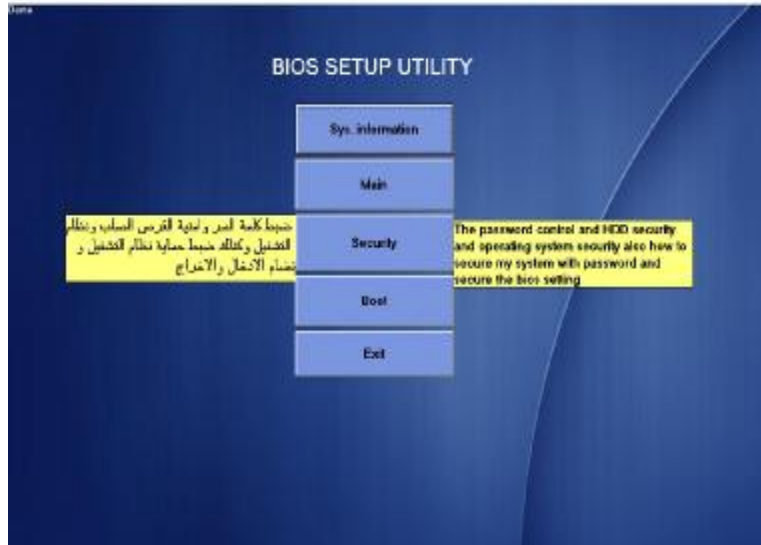 BIOS SETUP UTILITY
Sys. information
Main
ضبط كلمة السر و امنية القرص الصلب ونظام
التشغيل وكذلك ضبط حماية نظام التشغيل و
نضام الادخال والاخراج
Security
The password control and HDD security
and operating system security also how to
secure my system with password and
secure the bios setting
Boot
Exit